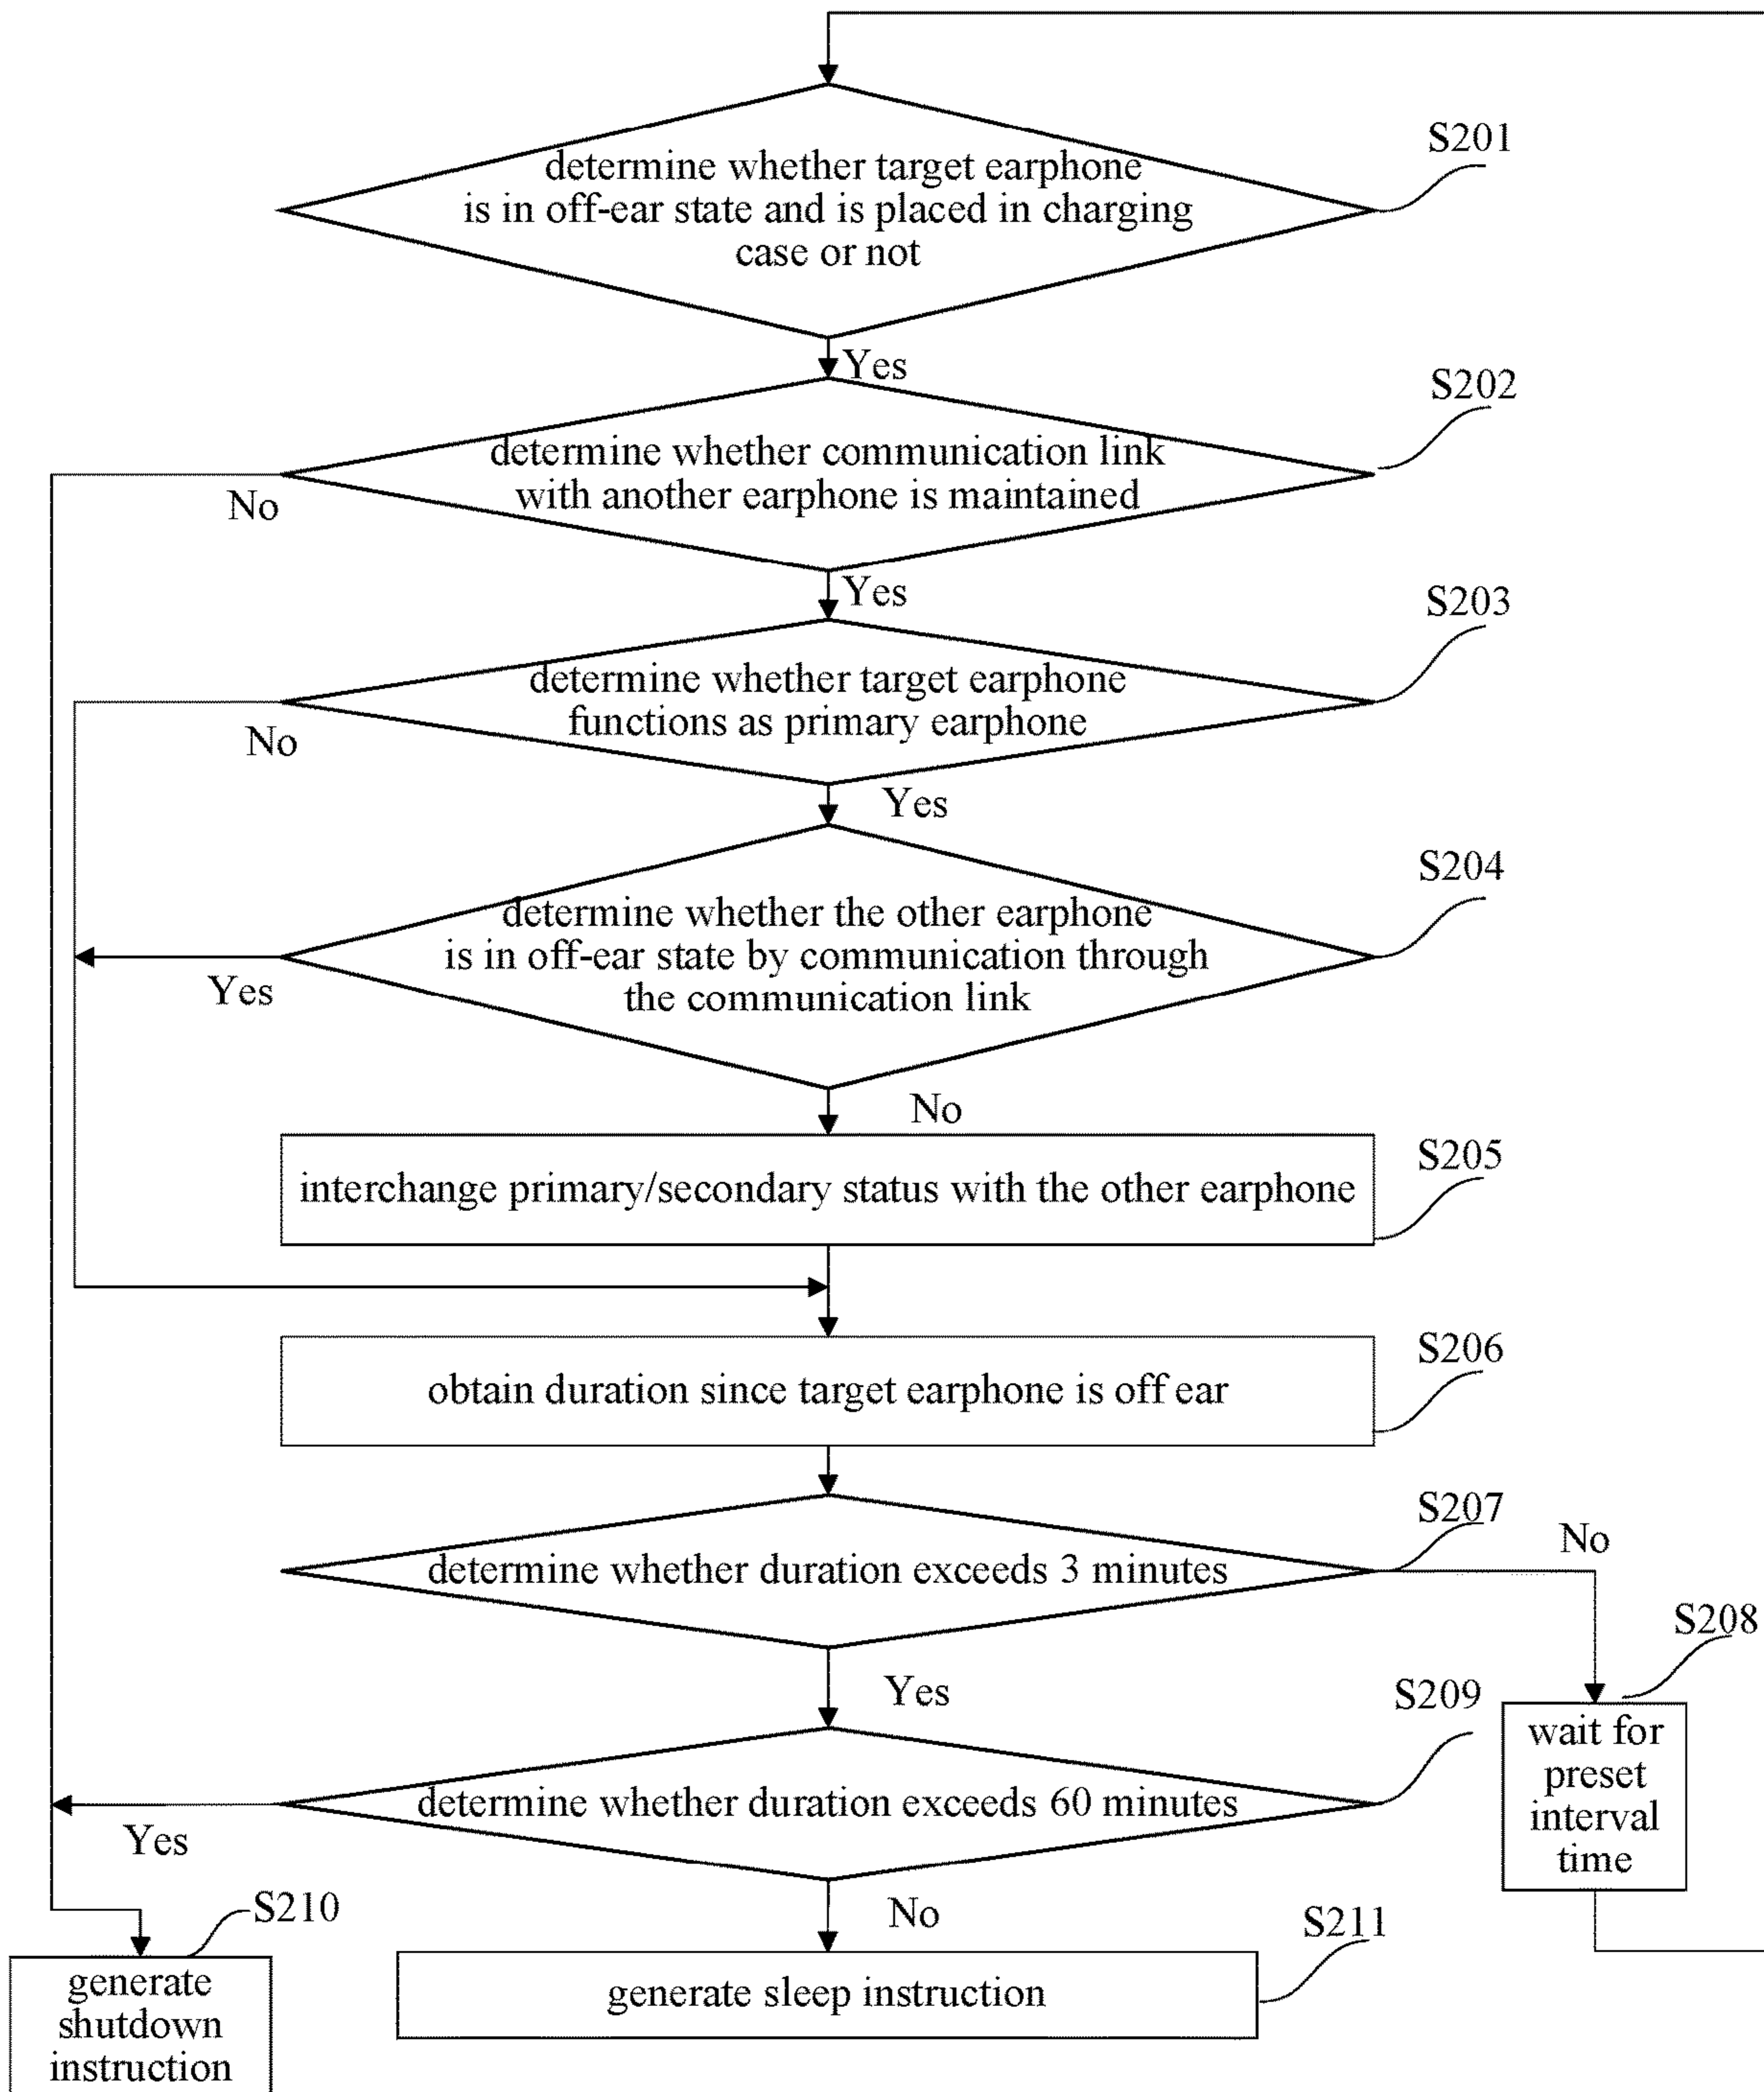 S201
determine whether target earphone
is in off-ear state and is placed in charging
case or not
Yes
S202
determine whether communication link
with another earphone is maintained
No
Yes
S203
determine whether target earphone
functions as primary earphone
No
Yes
S204
determine whether the other earphone
is in off-ear state by communication through
the communication link
Yes
No
S205
interchange primary/secondary status with the other earphone
S206
obtain duration since target earphone is off ear
S207
determine whether duration exceeds 3 minutes
No
Yes
S208
wait for
preset
interval
time
S209
determine whether duration exceeds 60 minutes
Yes
No
S210
generate
shutdown
instruction
S211
generate sleep instruction